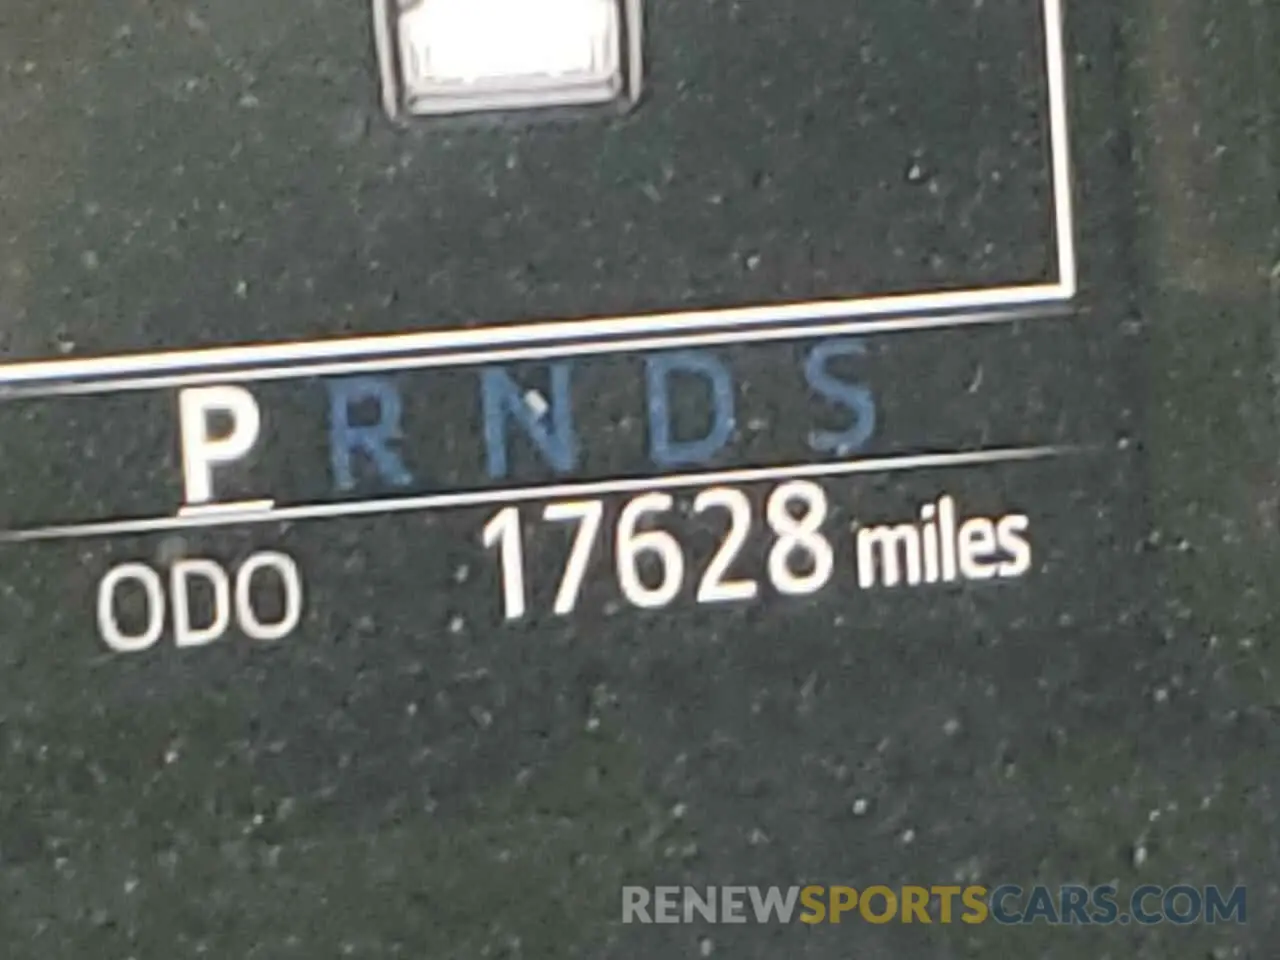 P R N D S
ODO 17628 miles
RENEWSPORTSCARS.COM